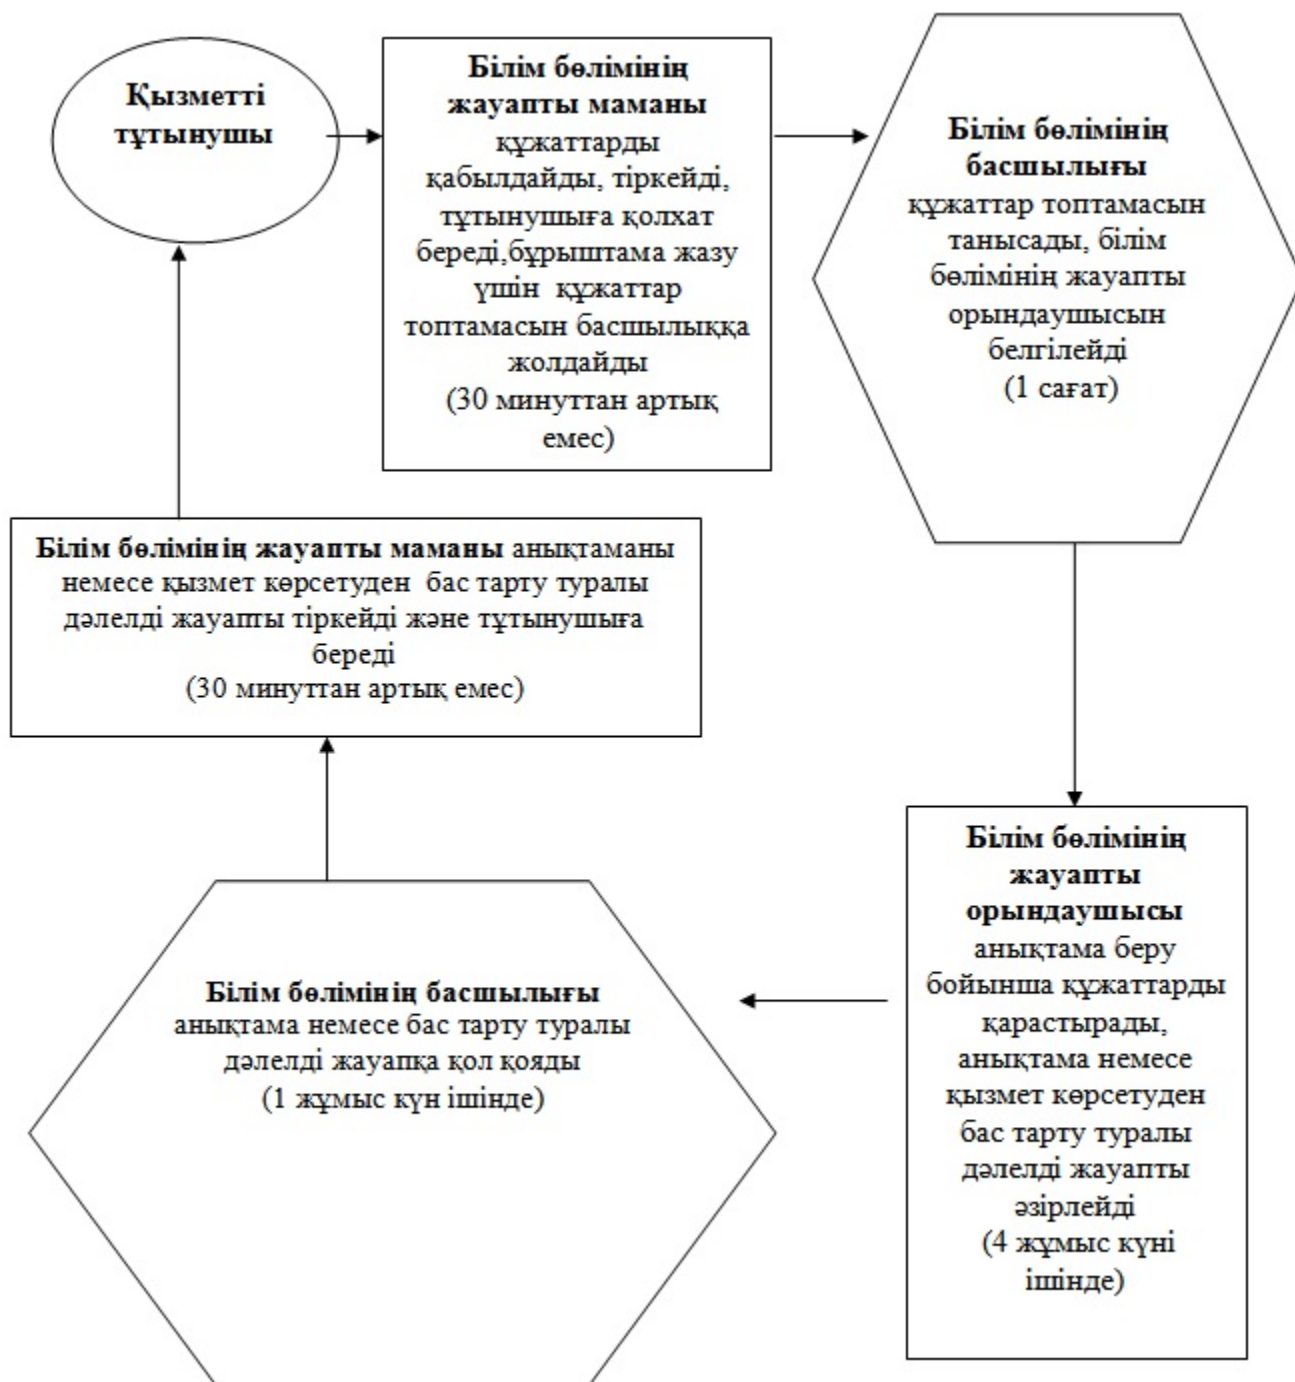 Қызметті
тұтынушы
Білім бөлімінің
жауапты маманы
құжаттарды
қабылдайды, тіркейді,
тұтынушыға қолхат
береді,бұрыштама жазу
үшін құжаттар
топтамасын басшылыққа
жолдайды
(30 минуттан артық
емес)
Білім бөлімінің
басшылығы
құжаттар топтамасын
танысады, білім
бөлімінің жауапты
орындаушысын
белгілейді
(1 сағат)
Білім бөлімінің
жауапты
орындаушысы
анықтама беру
бойынша құжаттарды
қарастырады,
анықтама немесе
қызмет көрсетуден
бас тарту туралы
дәлелді жауапты
әзірлейді
(4 жұмыс күні
ішінде)
Білім бөлімінің басшылығы
анықтама немесе бас тарту туралы
дәлелді жауапқа қол қояды
(1 жұмыс күн ішінде)
Білім бөлімінің жауапты маманы анықтаманы
немесе қызмет көрсетуден бас тарту туралы
дәлелді жауапты тіркейді және тұтынушыға
береді
(30 минуттан артық емес)